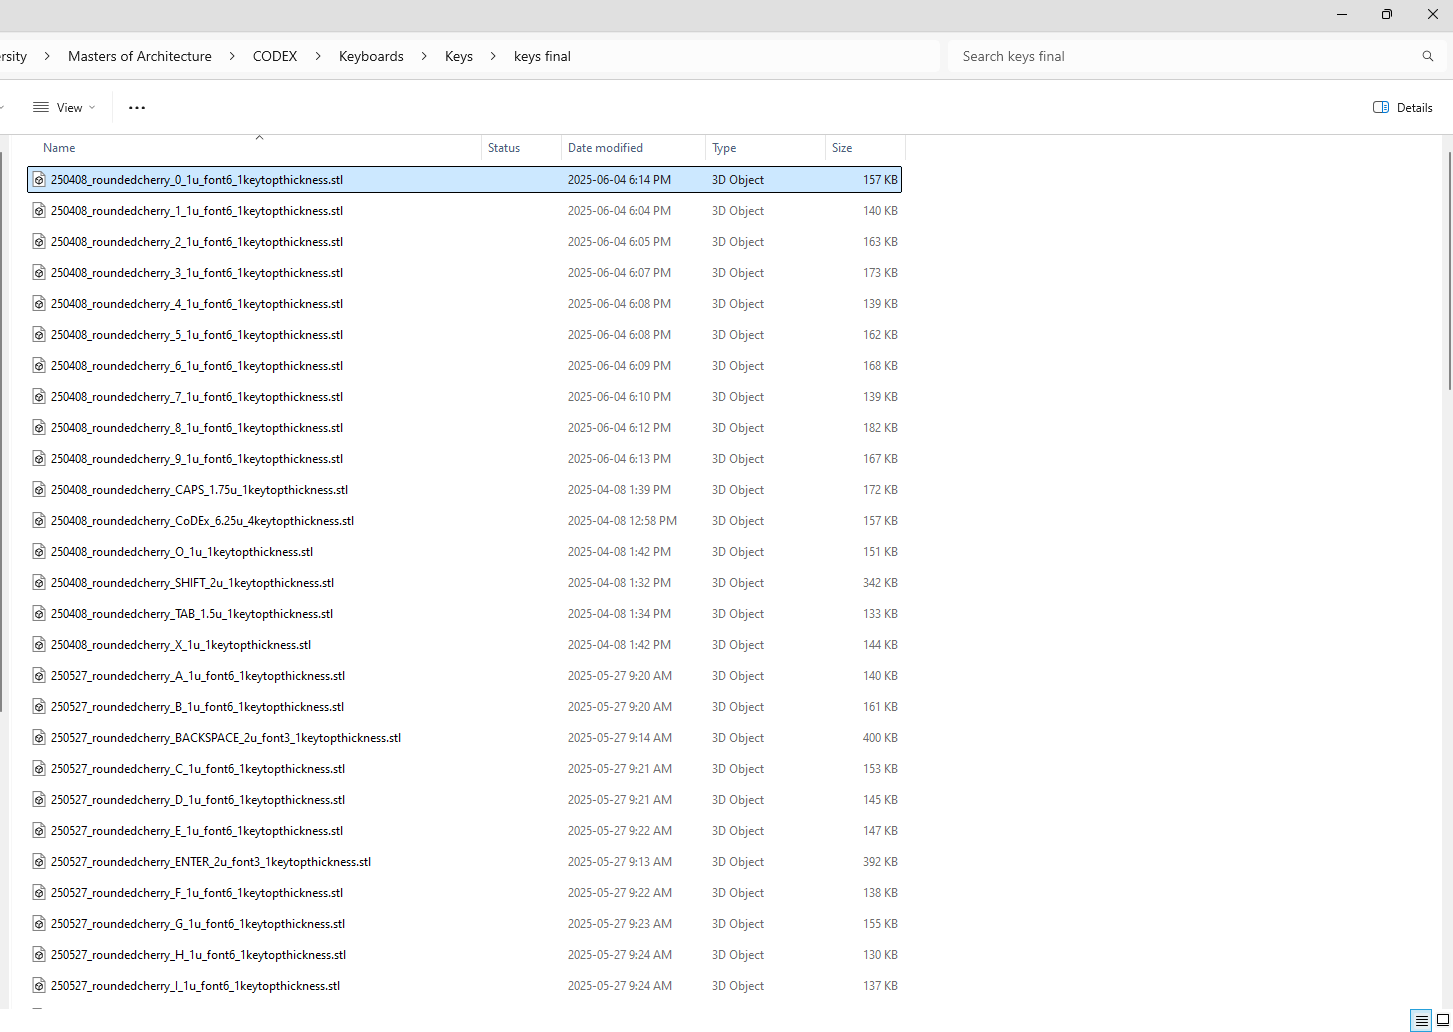 rsity > Masters of Architecture > CODEX > Keyboards > Keys > keys final Search keys final
View ··· Details
Name Status Date modified Type Size
250408_roundedcherry_0_1u_font6_1keytopthickness.stl 2025-06-04 6:14 PM 3D Object 157 KB
250408_roundedcherry_1_1u_font6_1keytopthickness.stl 2025-06-04 6:04 PM 3D Object 140 KB
250408_roundedcherry_2_1u_font6_1keytopthickness.stl 2025-06-04 6:05 PM 3D Object 163 KB
250408_roundedcherry_3_1u_font6_1keytopthickness.stl 2025-06-04 6:07 PM 3D Object 173 KB
250408_roundedcherry_4_1u_font6_1keytopthickness.stl 2025-06-04 6:08 PM 3D Object 139 KB
250408_roundedcherry_5_1u_font6_1keytopthickness.stl 2025-06-04 6:08 PM 3D Object 162 KB
250408_roundedcherry_6_1u_font6_1keytopthickness.stl 2025-06-04 6:09 PM 3D Object 168 KB
250408_roundedcherry_7_1u_font6_1keytopthickness.stl 2025-06-04 6:10 PM 3D Object 139 KB
250408_roundedcherry_8_1u_font6_1keytopthickness.stl 2025-06-04 6:12 PM 3D Object 182 KB
250408_roundedcherry_9_1u_font6_1keytopthickness.stl 2025-06-04 6:13 PM 3D Object 167 KB
250408_roundedcherry_CAPS_1.75u_1keytopthickness.stl 2025-04-08 1:39 PM 3D Object 172 KB
250408_roundedcherry_CoDEx_6.25u_4keytopthickness.stl 2025-04-08 12:58 PM 3D Object 157 KB
250408_roundedcherry_O_1u_1keytopthickness.stl 2025-04-08 1:42 PM 3D Object 151 KB
250408_roundedcherry_SHIFT_2u_1keytopthickness.stl 2025-04-08 1:32 PM 3D Object 342 KB
250408_roundedcherry_TAB_1.5u_1keytopthickness.stl 2025-04-08 1:34 PM 3D Object 133 KB
250408_roundedcherry_X_1u_1keytopthickness.stl 2025-04-08 1:42 PM 3D Object 144 KB
250527_roundedcherry_A_1u_font6_1keytopthickness.stl 2025-05-27 9:20 AM 3D Object 140 KB
250527_roundedcherry_B_1u_font6_1keytopthickness.stl 2025-05-27 9:20 AM 3D Object 161 KB
250527_roundedcherry_BACKSPACE_2u_font3_1keytopthickness.stl 2025-05-27 9:14 AM 3D Object 400 KB
250527_roundedcherry_C_1u_font6_1keytopthickness.stl 2025-05-27 9:21 AM 3D Object 153 KB
250527_roundedcherry_D_1u_font6_1keytopthickness.stl 2025-05-27 9:21 AM 3D Object 145 KB
250527_roundedcherry_E_1u_font6_1keytopthickness.stl 2025-05-27 9:22 AM 3D Object 147 KB
250527_roundedcherry_ENTER_2u_font3_1keytopthickness.stl 2025-05-27 9:13 AM 3D Object 392 KB
250527_roundedcherry_F_1u_font6_1keytopthickness.stl 2025-05-27 9:22 AM 3D Object 138 KB
250527_roundedcherry_G_1u_font6_1keytopthickness.stl 2025-05-27 9:23 AM 3D Object 155 KB
250527_roundedcherry_H_1u_font6_1keytopthickness.stl 2025-05-27 9:24 AM 3D Object 130 KB
250527_roundedcherry_I_1u_font6_1keytopthickness.stl 2025-05-27 9:24 AM 3D Object 137 KB